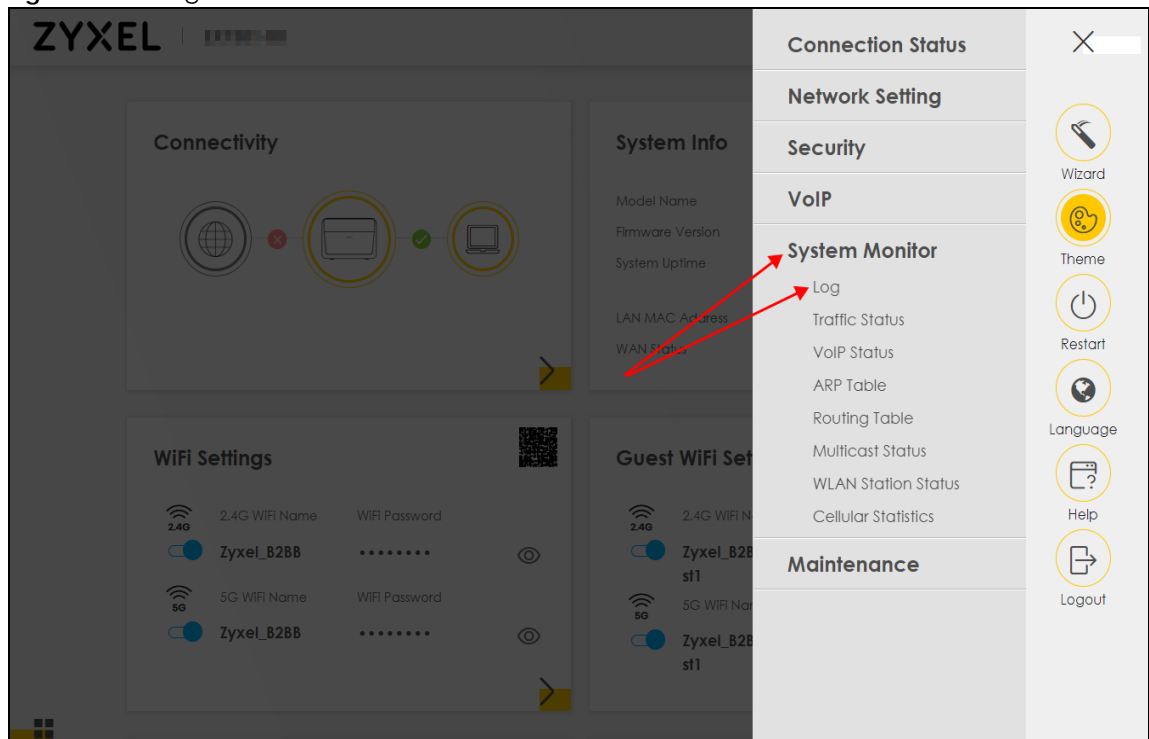 ZYXEL
Connectivity
System Info
Model Name
Firmware Version
System Uptime
LAN MAC Address
WAN Status
WiFi Settings
2.4G
2.4G WiFi Name WiFi Password
Zyxel_B2BB ••••••••
5G
5G WiFi Name WiFi Password
Zyxel_B2BB ••••••••
Guest WiFi Set
2.4G
2.4G WiFi N
Zyxel_B2B
st1
5G
5G WiFi Nar
Zyxel_B2B
st1
Connection Status
Network Setting
Security
VoIP
System Monitor
Log
Traffic Status
VoIP Status
ARP Table
Routing Table
Multicast Status
WLAN Station Status
Cellular Statistics
Maintenance
Wizard
Theme
Restart
Language
Help
Logout